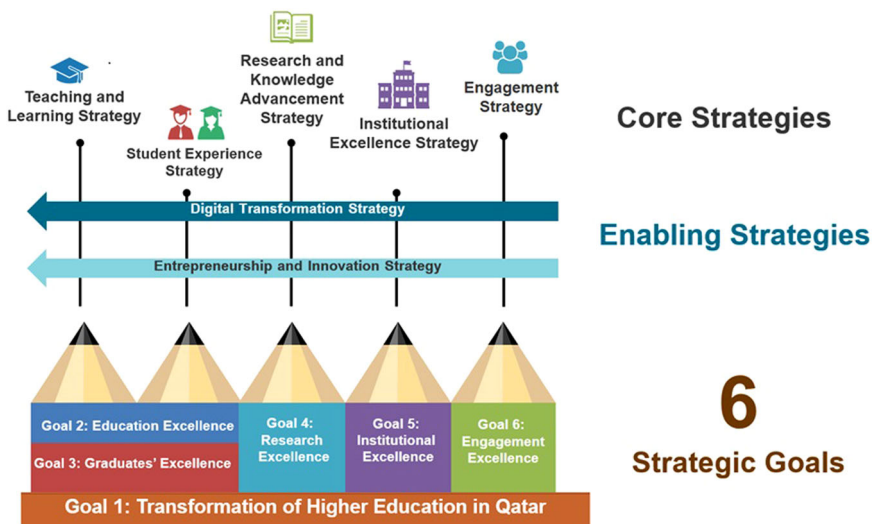 Teaching and
Learning Strategy
Student Experience
Strategy
Research and
Knowledge
Advancement
Strategy
Institutional
Excellence Strategy
Engagement
Strategy
Core Strategies
Digital Transformation Strategy
Entrepreneurship and Innovation Strategy
Enabling Strategies
Goal 2: Education Excellence
Goal 3: Graduates' Excellence
Goal 4:
Research
Excellence
Goal 5:
Institutional
Excellence
Goal 6:
Engagement
Excellence
6
Strategic Goals
Goal 1: Transformation of Higher Education in Qatar